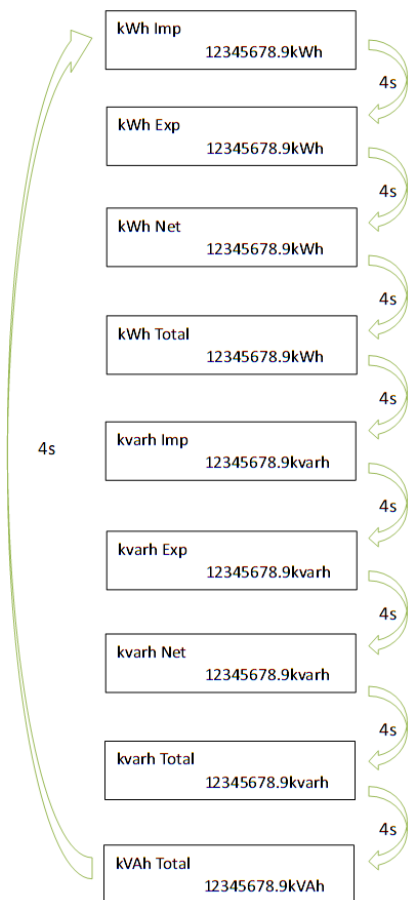 kWh Imp
12345678.9kWh
4s
kWh Exp
12345678.9kWh
4s
kWh Net
12345678.9kWh
4s
kWh Total
12345678.9kWh
4s
kvarh Imp
12345678.9kvarh
4s
4s
kvarh Exp
12345678.9kvarh
4s
kvarh Net
12345678.9kvarh
4s
kvarh Total
12345678.9kvarh
4s
kVAh Total
12345678.9kVAh